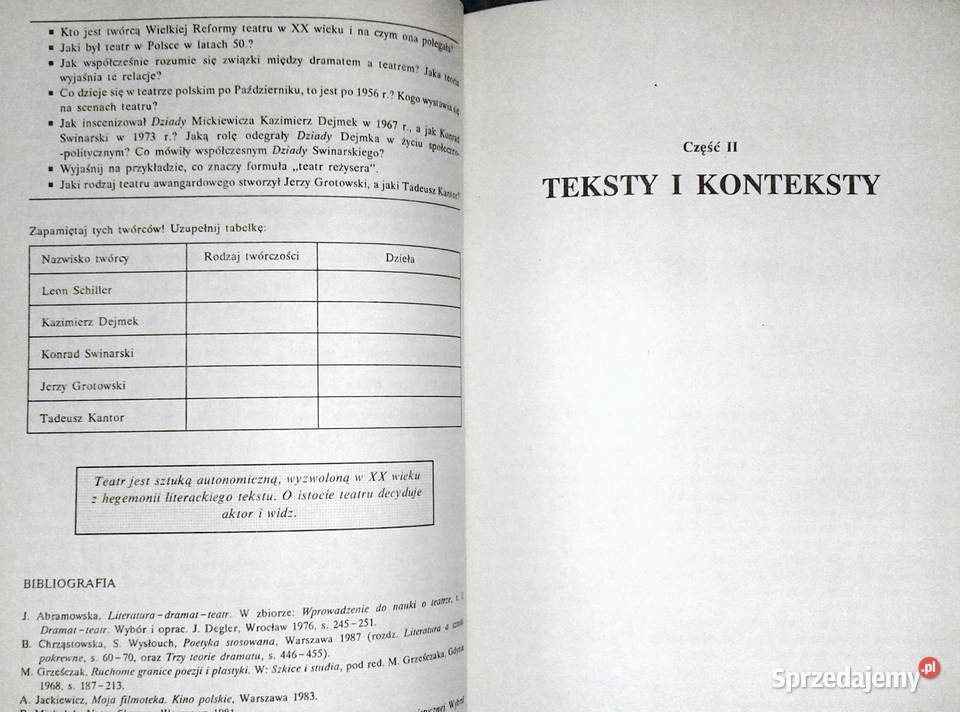 ▪ Kto jest twórcą Wielkiej Reformy teatru w XX wieku i na czym ona polegała?
▪ Jaki był teatr w Polsce w latach 50.?
▪ Jak współcześnie rozumie się związki między dramatem a teatrem? Jaka teoria
wyjaśnia te relacje?
▪ Co dzieje się w teatrze polskim po Październiku, to jest po 1956 r.? Kogo wystawia się
na scenach teatru?
▪ Jak inscenizował Dziady Mickiewicza Kazimierz Dejmek w 1967 r., a jak Konrad
Swinarski w 1973 r.? Jaką rolę odegrały Dziady Dejmka w życiu społeczno-
-politycznym? Co mówiły współczesnym Dziady Swinarskiego?
▪ Wyjaśnij na przykładzie, co znaczy formuła „teatr reżysera".
▪ Jaki rodzaj teatru awangardowego stworzył Jerzy Grotowski, a jaki Tadeusz Kantor?
Zapamiętaj tych twórców! Uzupełnij tabelkę:
Nazwisko twórcy Rodzaj twórczości Dzieła
Leon Schiller
Kazimierz Dejmek
Konrad Swinarski
Jerzy Grotowski
Tadeusz Kantor
Teatr jest sztuką autonomiczną, wyzwoloną w XX wieku
z hegemonii literackiego tekstu. O istocie teatru decyduje
aktor i widz.
BIBLIOGRAFIA
J. Abramowska, Literatura–dramat–teatr. W zbiorze: Wprowadzenie do nauki o teatrze, t. I
Dramat–teatr. Wybór i oprac. J. Degler, Wrocław 1976, s. 245–251.
B. Chrząstowska, S. Wysłouch, Poetyka stosowana, Warszawa 1987 (rozdz. Literatura a sztuki
pokrewne, s. 60–70, oraz Trzy teorie dramatu, s. 446–455).
M. Grześczak, Ruchome granice poezji i plastyki. W: Szkice i studia, pod red. M. Grześczaka, Gdynia
1968, s. 187–213.
A. Jackiewicz, Moja filmoteka. Kino polskie, Warszawa 1983.
Część II
TEKSTY I KONTEKSTY
Sprzedajemy.pl